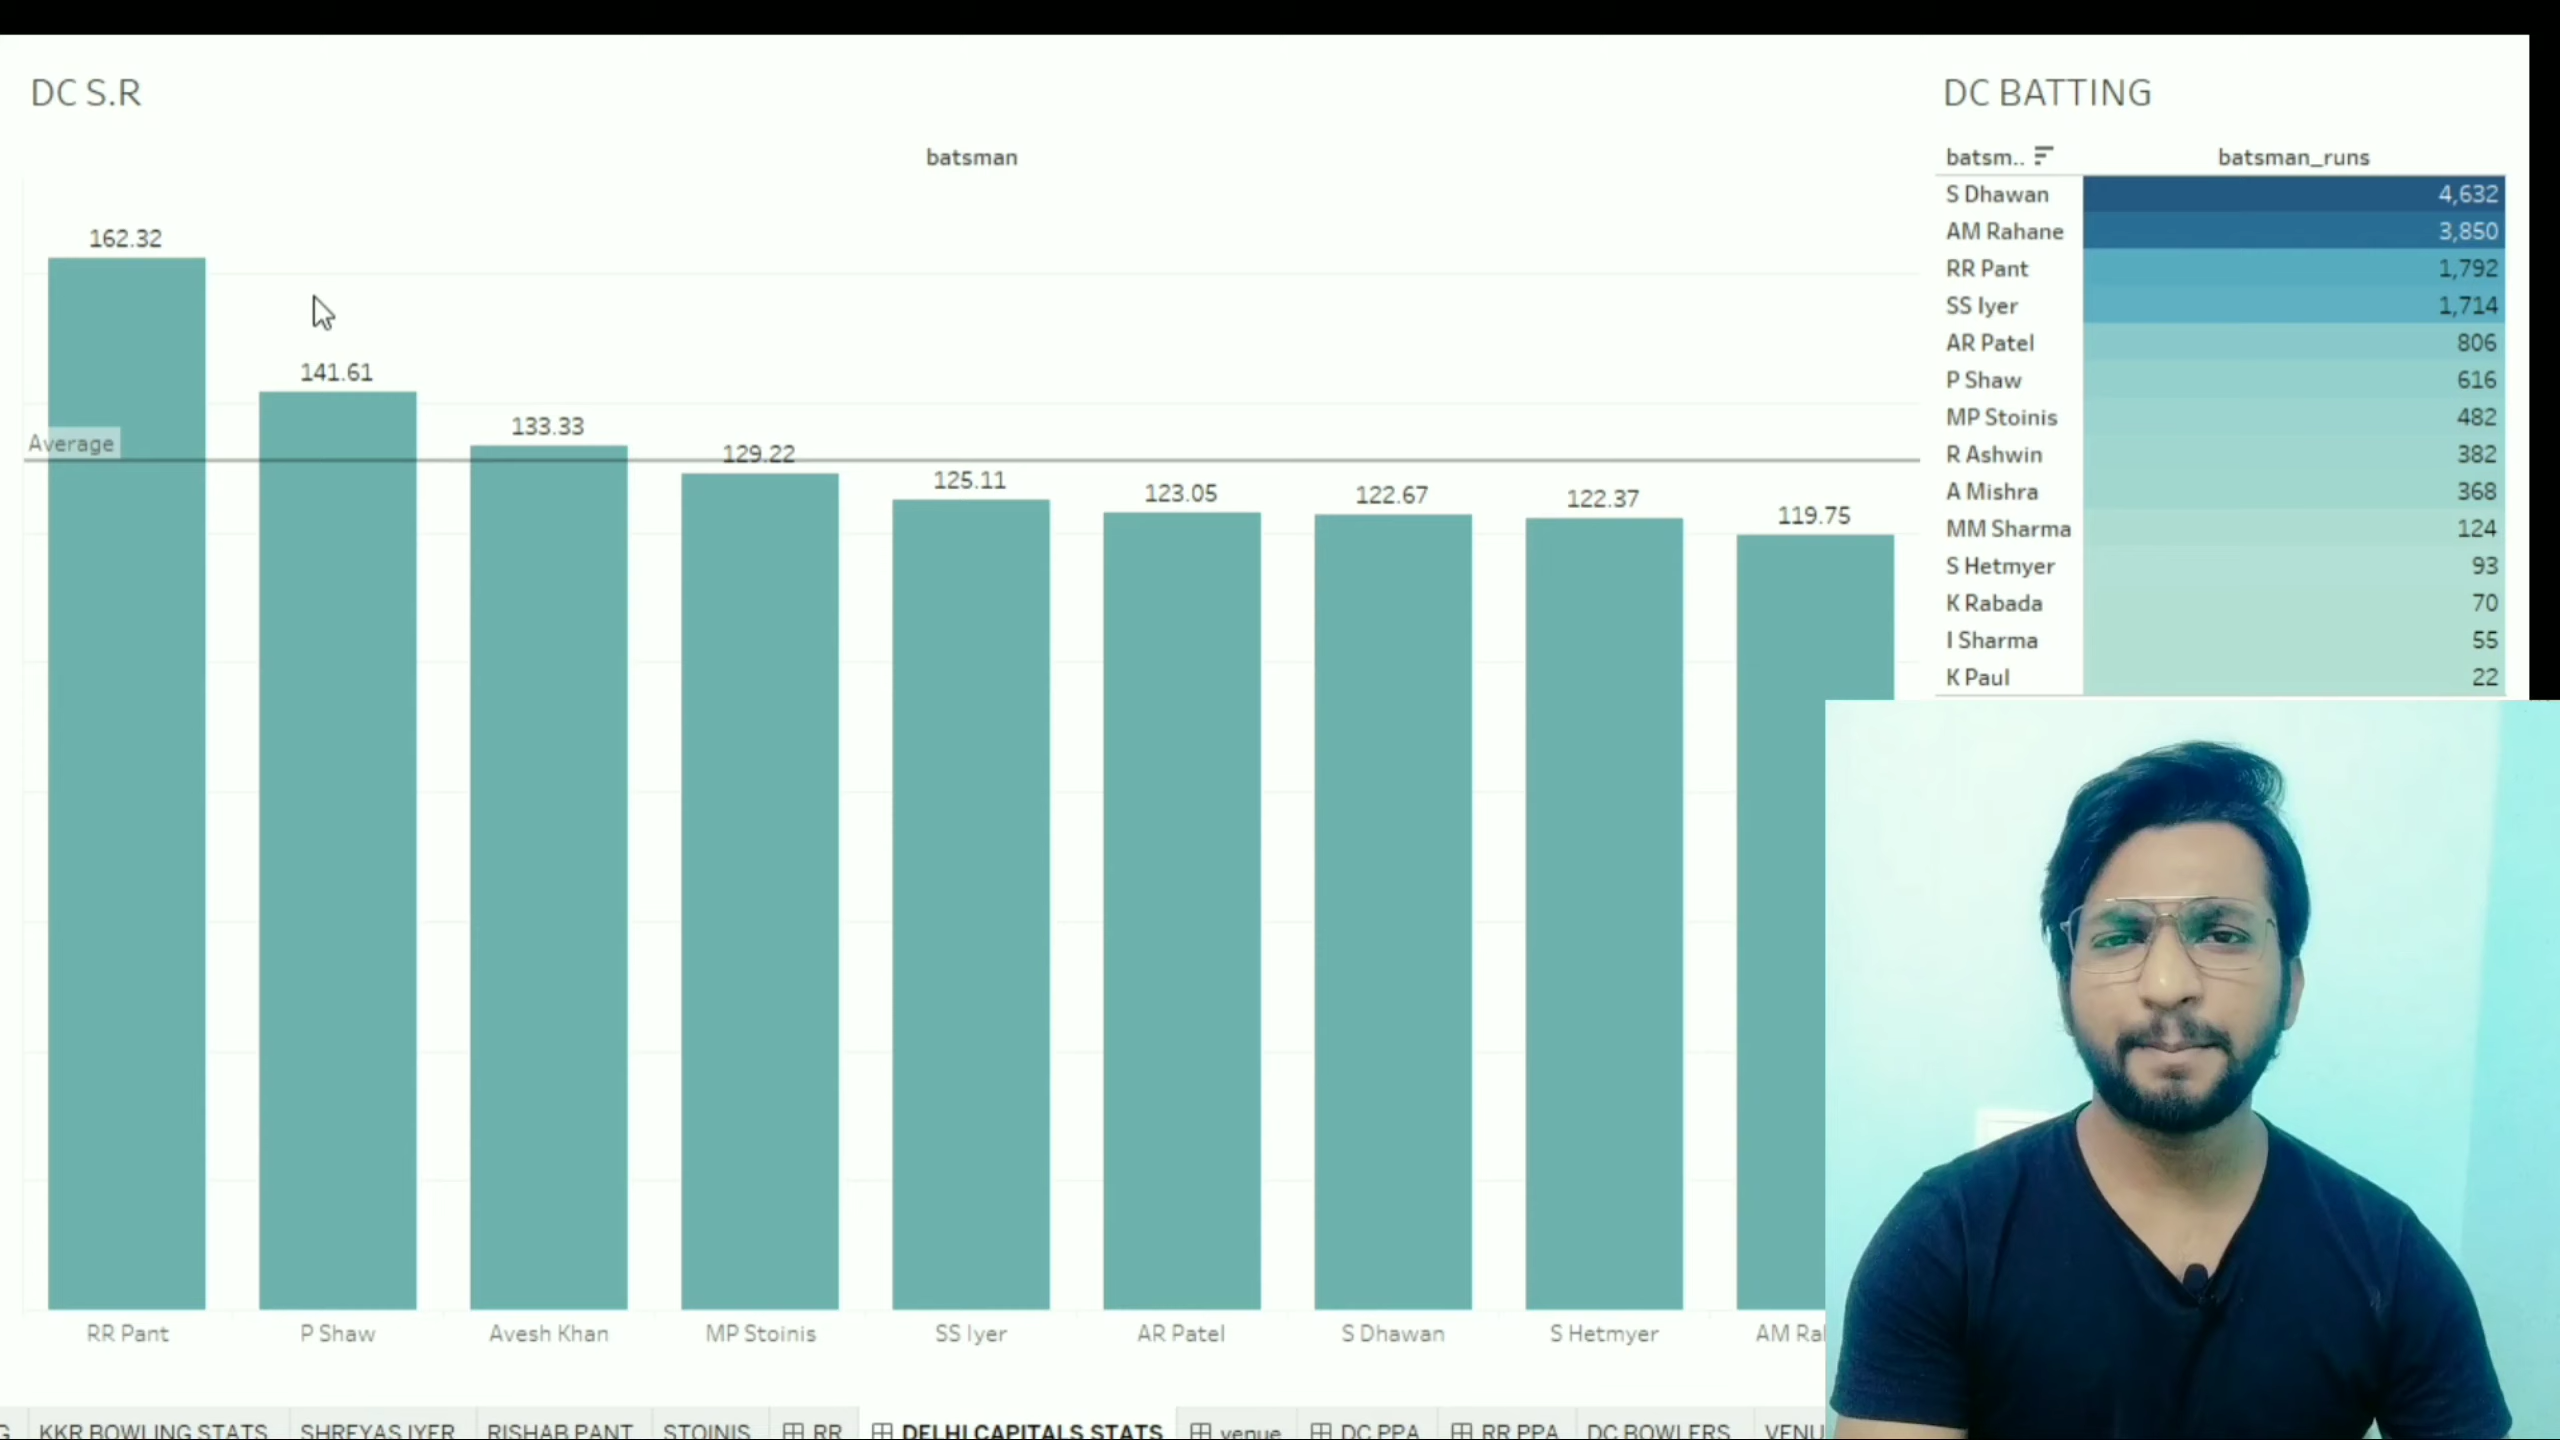 DC S.R
batsman
162.32
141.61
133.33
129.22
125.11
123.05
122.67
122.37
119.75
Average
RR Pant
P Shaw
Avesh Khan
MP Stoinis
SS Iyer
AR Patel
S Dhawan
S Hetmyer
AM Ra
DC BATTING
batsm.. batsman_runs
S Dhawan 4,632
AM Rahane 3,850
RR Pant 1,792
SS Iyer 1,714
AR Patel 806
P Shaw 616
MP Stoinis 482
R Ashwin 382
A Mishra 368
MM Sharma 124
S Hetmyer 93
K Rabada 70
I Sharma 55
K Paul 22
G KKR BOWLING STATS SHREYAS IYER RISHAB PANT STOINIS RR DELHI CAPITALS STATS venue DC PPA RR PPA DC BOWLERS VENU